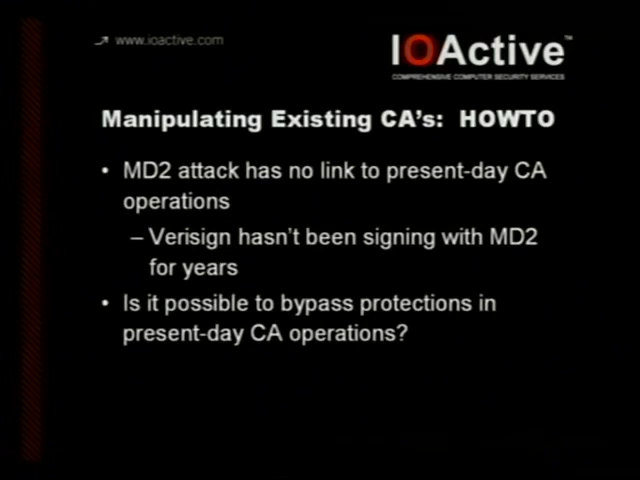 www.ioactive.com
IOActive™
COMPREHENSIVE COMPUTER SECURITY SERVICES
Manipulating Existing CA's: HOWTO
• MD2 attack has no link to present-day CA
operations
– Verisign hasn't been signing with MD2
for years
• Is it possible to bypass protections in
present-day CA operations?